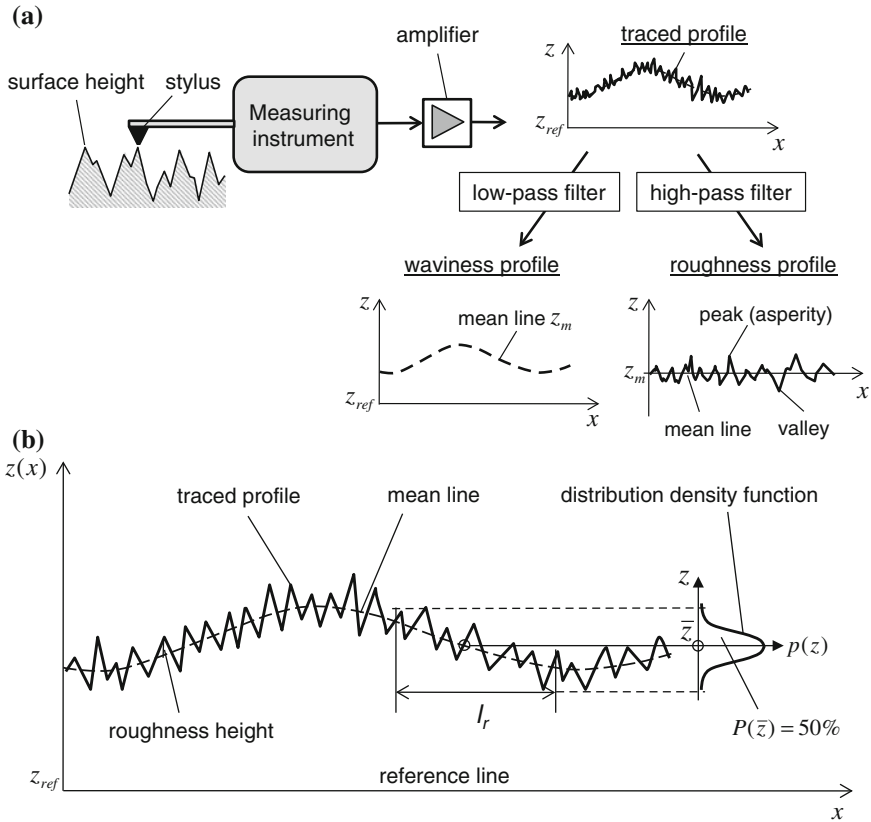 (a)
surface height
stylus
Measuring
instrument
amplifier
traced profile
z
z_ref
x
low-pass filter
high-pass filter
waviness profile
z
mean line z_m
z_ref
x
roughness profile
z
peak (asperity)
z_m
x
mean line
valley
(b)
z(x)
traced profile
mean line
distribution density function
z
z̅
p(z)
l_r
roughness height
P(z̅) = 50%
z_ref
reference line
x